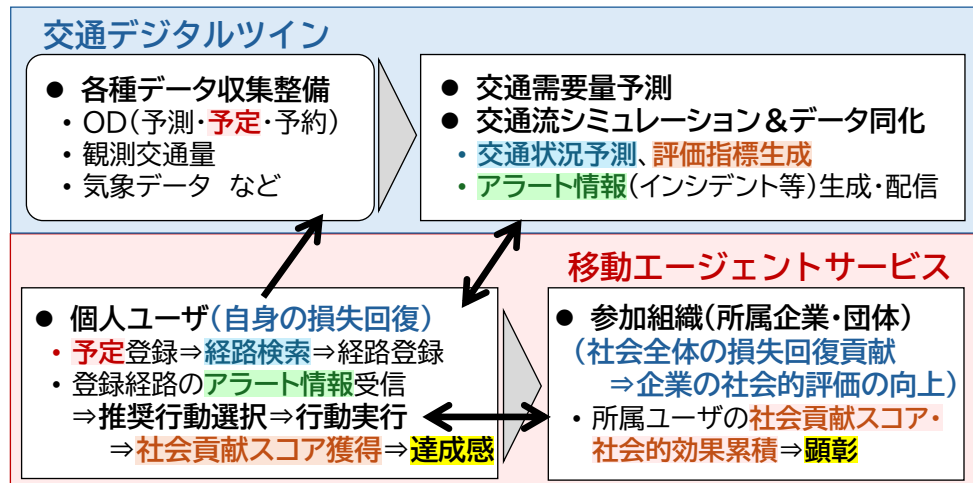 交通デジタルツイン
● 各種データ収集整備
・OD(予測・予定・予約)
・観測交通量
・気象データ など
● 交通需要量予測
● 交通流シミュレーション＆データ同化
・交通状況予測、評価指標生成
・アラート情報(インシデント等)生成・配信
移動エージェントサービス
● 個人ユーザ(自身の損失回復)
・予定登録⇒経路検索⇒経路登録
・登録経路のアラート情報受信
⇒推奨行動選択⇒行動実行
⇒社会貢献スコア獲得⇒達成感
● 参加組織(所属企業・団体)
(社会全体の損失回復貢献
⇒企業の社会的評価の向上)
・所属ユーザの社会貢献スコア・
社会的効果累積⇒顕彰